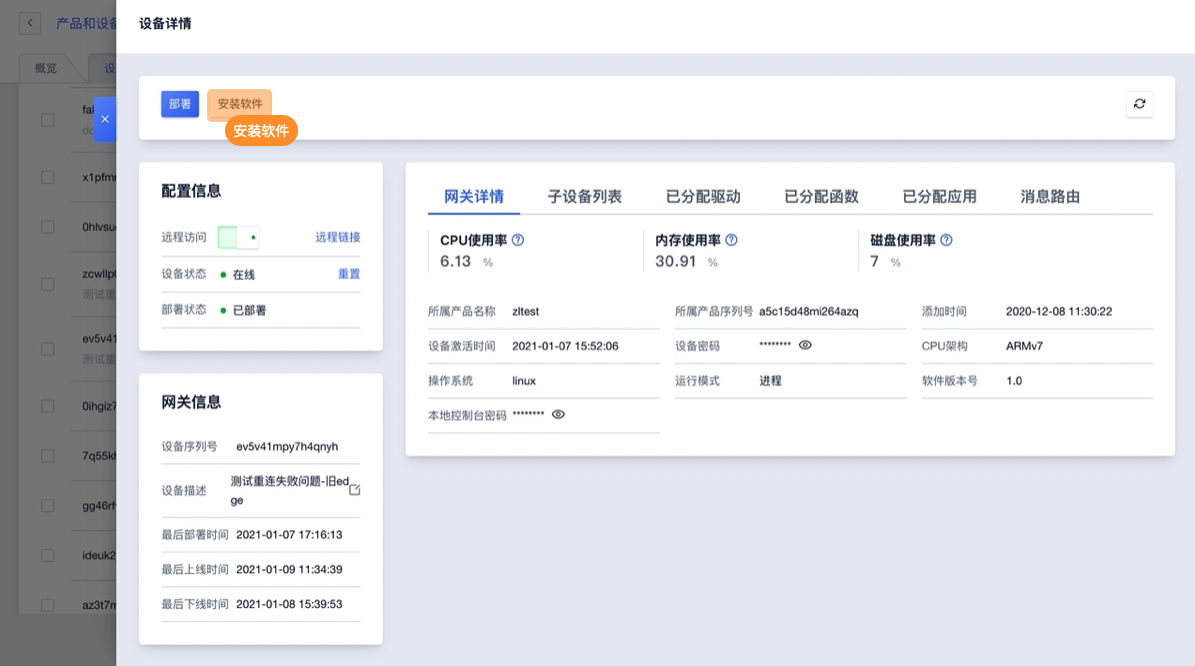 产品和设备
设备详情
概览
设
部署
安装软件
安装软件
fal
x1pfm
0hlvsu
zcwllp
测试重
ev5v41
测试重
0ihgiz7
7q55k
gg46rf
ideuk2
az3t7
配置信息
远程访问
远程链接
设备状态 在线 重置
部署状态 已部署
网关信息
设备序列号 ev5v41mpy7h4qnyh
设备描述 测试重连失败问题-旧ed
ge
最后部署时间 2021-01-07 17:16:13
最后上线时间 2021-01-09 11:34:39
最后下线时间 2021-01-08 15:39:53
网关详情 子设备列表 已分配驱动 已分配函数 已分配应用 消息路由
CPU使用率 内存使用率 磁盘使用率
6.13 % 30.91 % 7 %
所属产品名称 zltest 所属产品序列号 a5c15d48mi264azq 添加时间 2020-12-08 11:30:22
设备激活时间 2021-01-07 15:52:06 设备密码 ******** CPU架构 ARMv7
操作系统 linux 运行模式 进程 软件版本号 1.0
本地控制台密码 ********